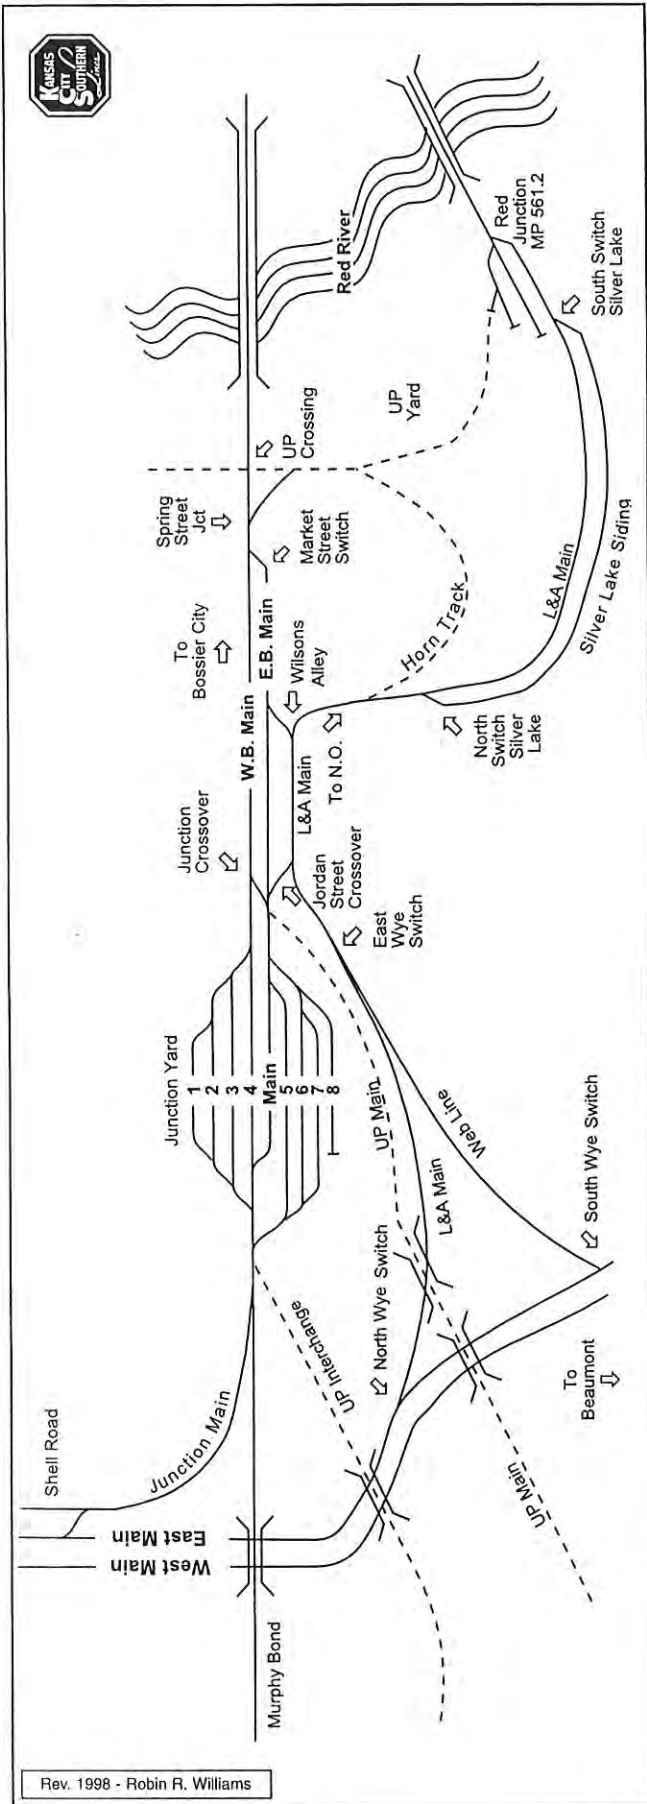 KANSAS
CITY
SOUTHERN
Lines
Shell Road
Junction Main
East Main
West Main
Murphy Bond
UP Interchange
Junction Yard
1
2
3
4
Main
5
6
7
8
Junction
Crossover
W.B. Main
E.B. Main
To
Bossier City
Spring
Street
Jct
UP
Crossing
Market
Street
Switch
Red River
Wilsons
Alley
L&A Main
To N.O.
Jordan
Street
Crossover
East
Wye
Switch
UP Main
L&A Main
Web Line
North Wye Switch
South Wye Switch
To
Beaumont
UP Main
Horn Track
UP
Yard
North
Switch
Silver
Lake
L&A Main
Silver Lake Siding
Red
Junction
MP 561.2
South Switch
Silver Lake
Rev. 1998 - Robin R. Williams